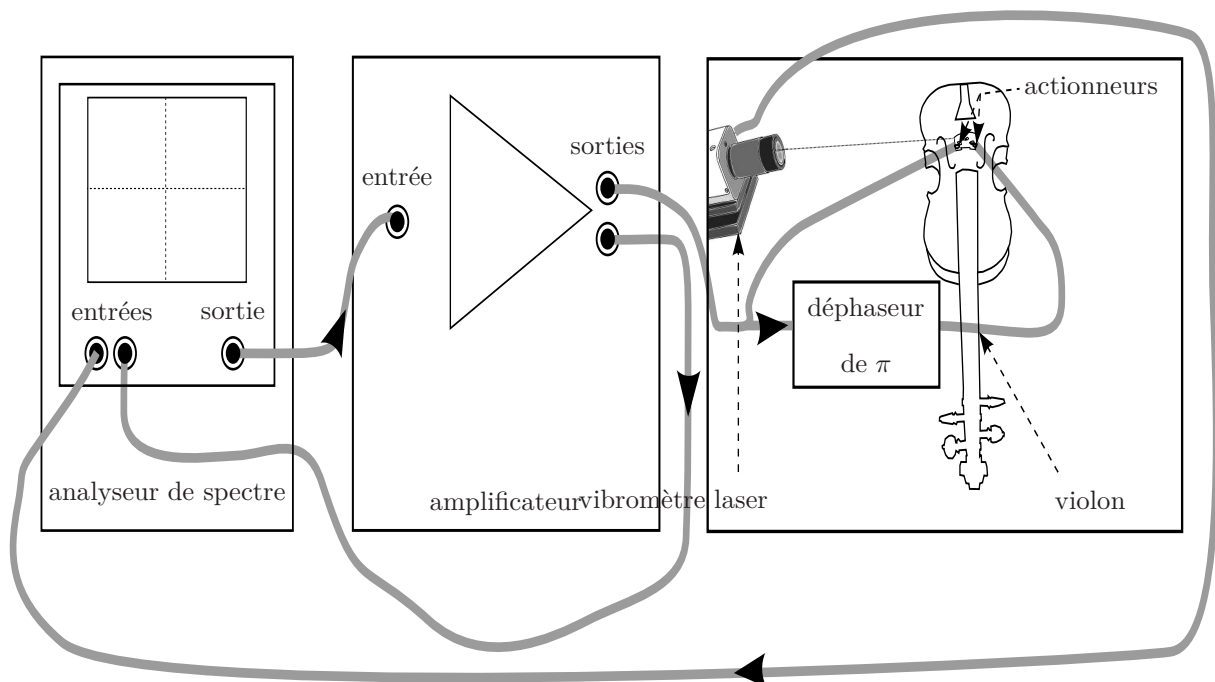 entrées
sortie
analyseur de spectre
entrée
sorties
amplificateur
vibromètre laser
actionneurs
déphaseur
de π
violon